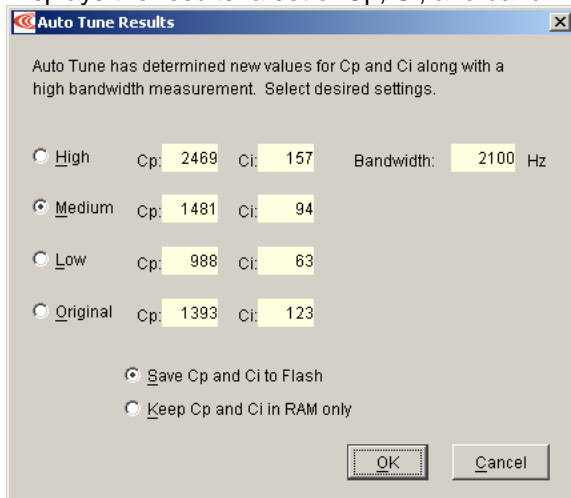 Auto Tune Results
Auto Tune has determined new values for Cp and Ci along with a
high bandwidth measurement. Select desired settings.
High Cp: 2469 Ci: 157 Bandwidth: 2100 Hz
Medium Cp: 1481 Ci: 94
Low Cp: 988 Ci: 63
Original Cp: 1393 Ci: 123
Save Cp and Ci to Flash
Keep Cp and Ci in RAM only
OK Cancel